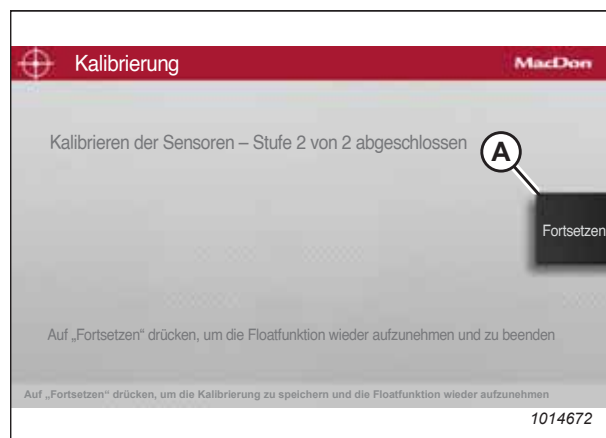 Kalibrierung MacDon
Kalibrieren der Sensoren – Stufe 2 von 2 abgeschlossen
A
Fortsetzen
Auf „Fortsetzen“ drücken, um die Floatfunktion wieder aufzunehmen und zu beenden
Auf „Fortsetzen“ drücken, um die Kalibrierung zu speichern und die Floatfunktion wieder aufzunehmen
1014672